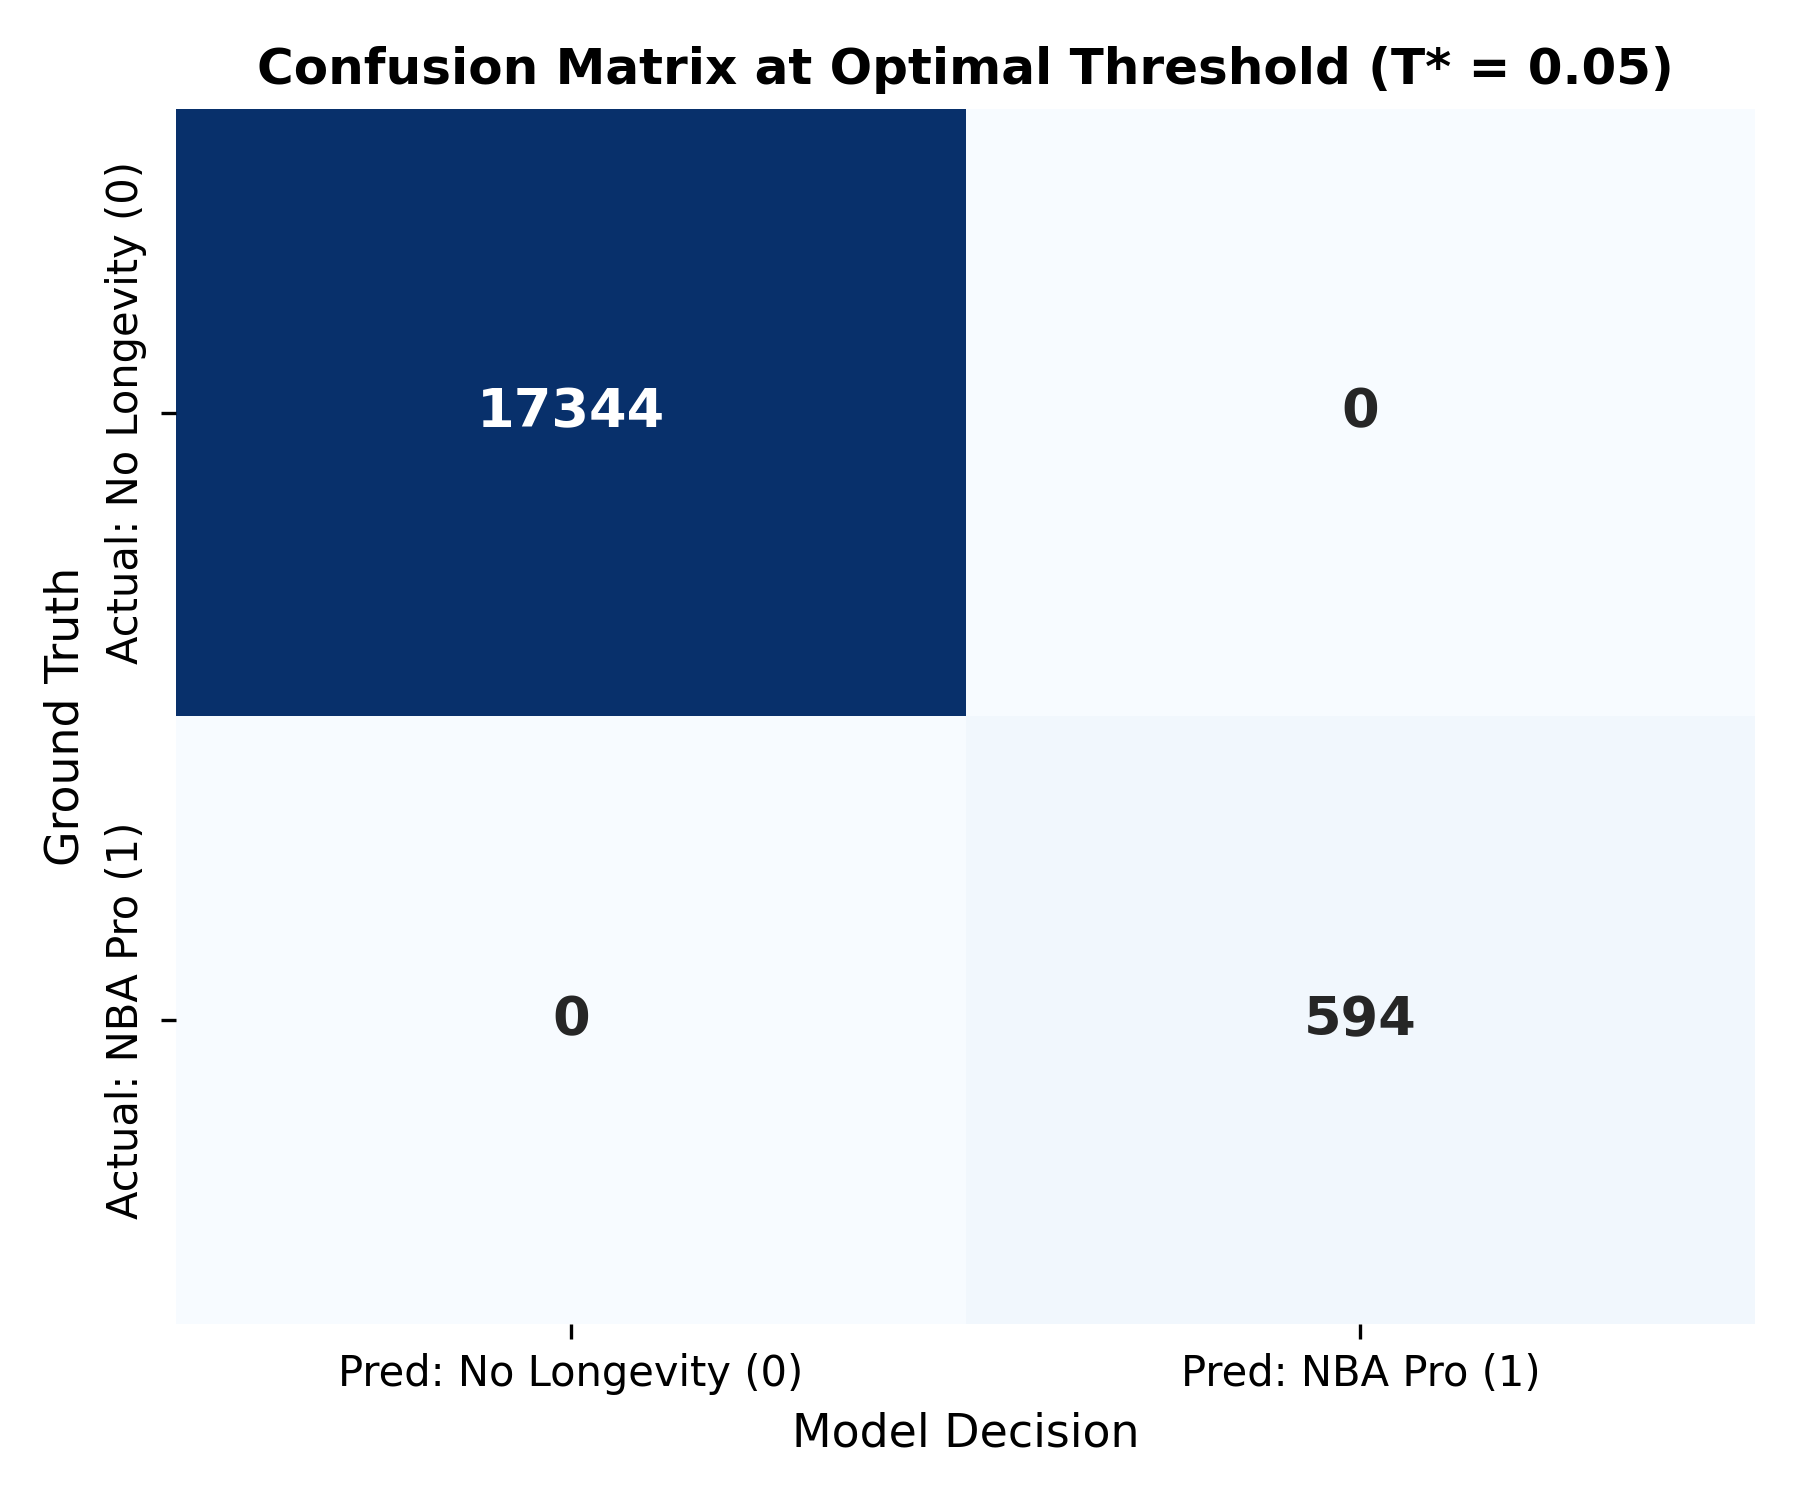 Confusion Matrix at Optimal Threshold (T* = 0.05)
Ground Truth
Actual: No Longevity (0)
17344
0
Actual: NBA Pro (1)
0
594
Pred: No Longevity (0)
Pred: NBA Pro (1)
Model Decision